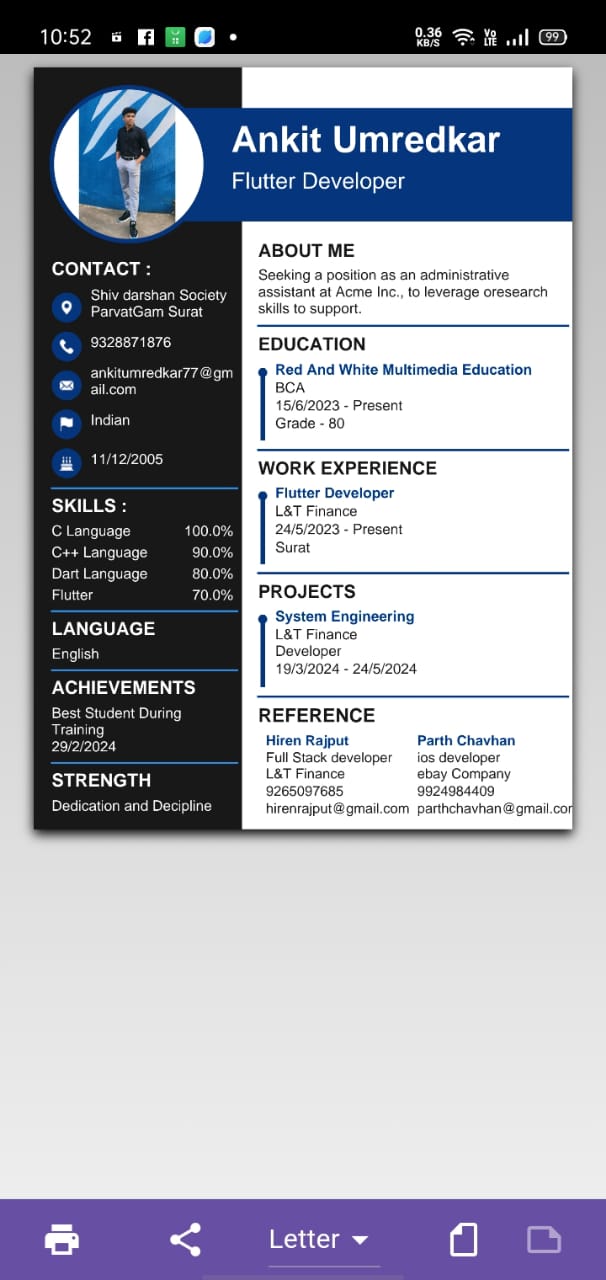 10:52
0.36
KB/S
Vo
LTE
99
Ankit Umredkar
Flutter Developer
CONTACT :
Shiv darshan Society
ParvatGam Surat
9328871876
ankitumredkar77@gm
ail.com
Indian
11/12/2005
SKILLS :
C Language 100.0%
C++ Language 90.0%
Dart Language 80.0%
Flutter 70.0%
LANGUAGE
English
ACHIEVEMENTS
Best Student During
Training
29/2/2024
STRENGTH
Dedication and Decipline
ABOUT ME
Seeking a position as an administrative
assistant at Acme Inc., to leverage oresearch
skills to support.
EDUCATION
Red And White Multimedia Education
BCA
15/6/2023 - Present
Grade - 80
WORK EXPERIENCE
Flutter Developer
L&T Finance
24/5/2023 - Present
Surat
PROJECTS
System Engineering
L&T Finance
Developer
19/3/2024 - 24/5/2024
REFERENCE
Hiren Rajput
Full Stack developer
L&T Finance
9265097685
hirenrajput@gmail.com
Parth Chavhan
ios developer
ebay Company
9924984409
parthchavhan@gmail.cor
Letter